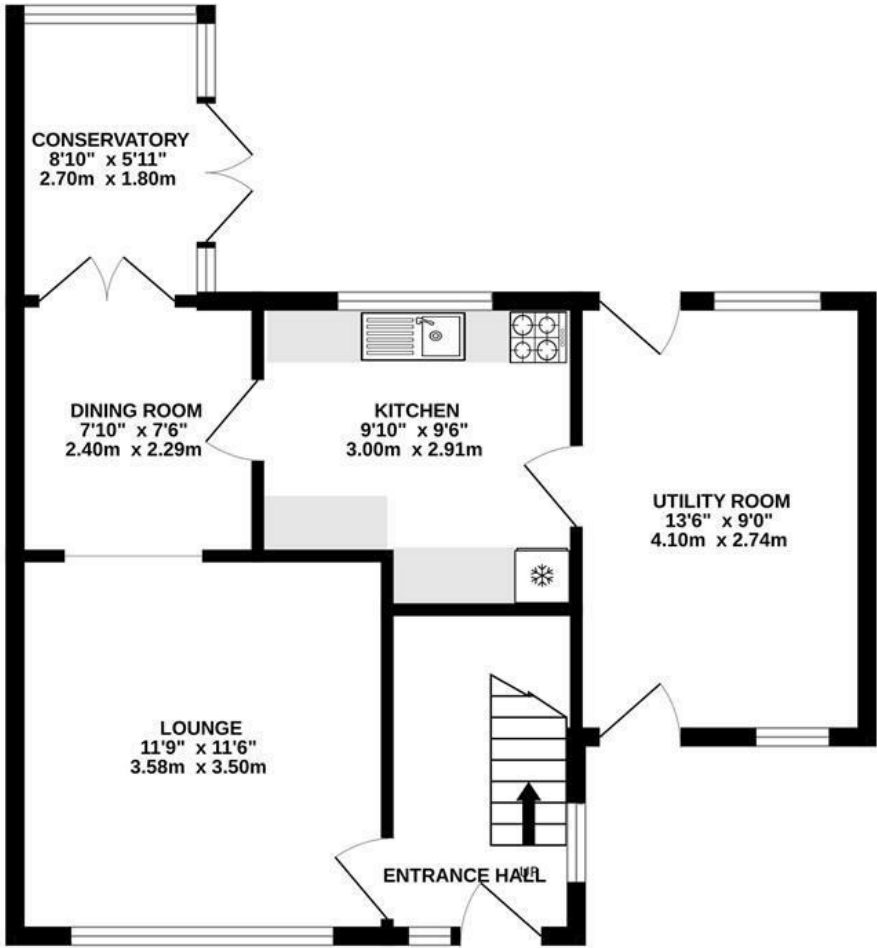 CONSERVATORY
8'10" x 5'11"
2.70m x 1.80m
DINING ROOM
7'10" x 7'6"
2.40m x 2.29m
KITCHEN
9'10" x 9'6"
3.00m x 2.91m
UTILITY ROOM
13'6" x 9'0"
4.10m x 2.74m
LOUNGE
11'9" x 11'6"
3.58m x 3.50m
UP
ENTRANCE HALL